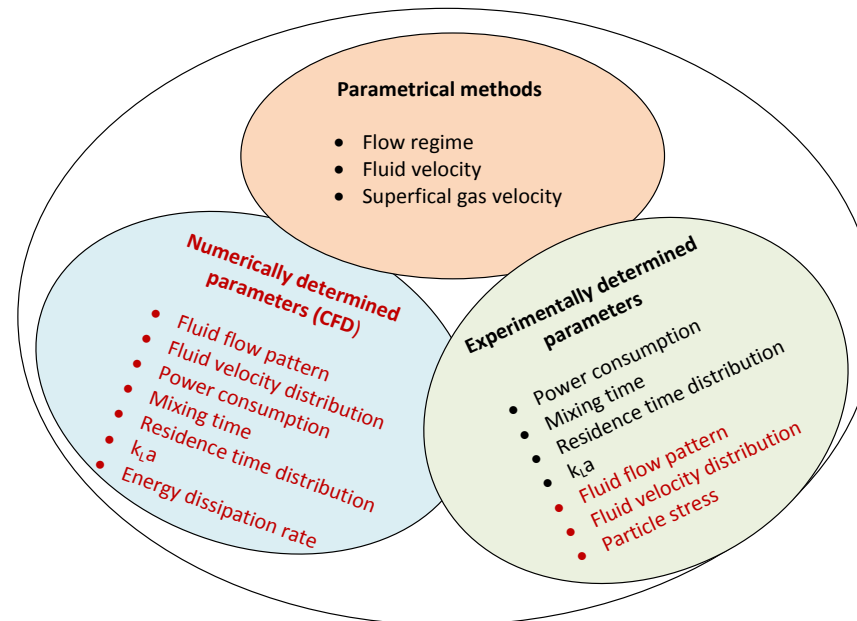 Parametrical methods
● Flow regime
● Fluid velocity
● Superfical gas velocity
Numerically determined
parameters (CFD)
● Fluid flow pattern
● Fluid velocity distribution
● Power consumption
● Mixing time
● Residence time distribution
● kLa
● Energy dissipation rate
Experimentally determined
parameters
● Power consumption
● Mixing time
● Residence time distribution
● kLa
● Fluid flow pattern
● Fluid velocity distribution
● Particle stress